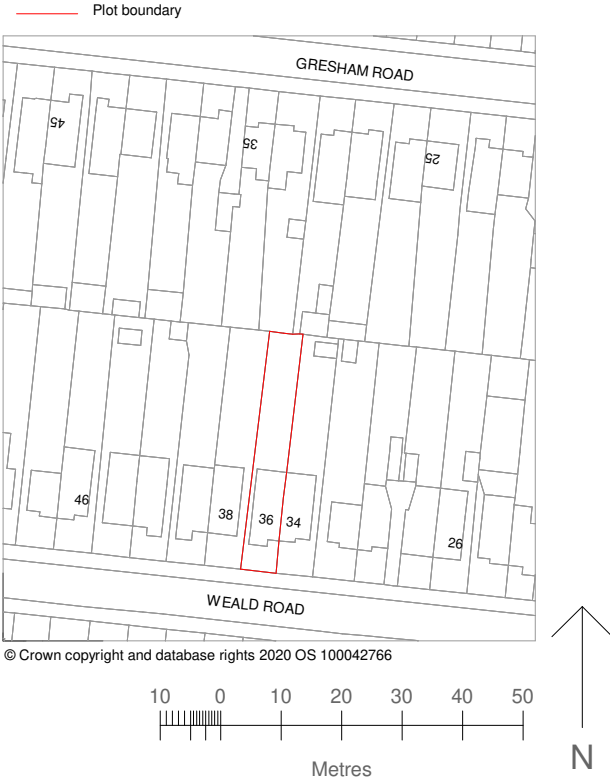 Plot boundary
GRESHAM ROAD
45
35
25
46
38
36
34
26
WEALD ROAD
© Crown copyright and database rights 2020 OS 100042766
10 0 10 20 30 40 50
Metres
N